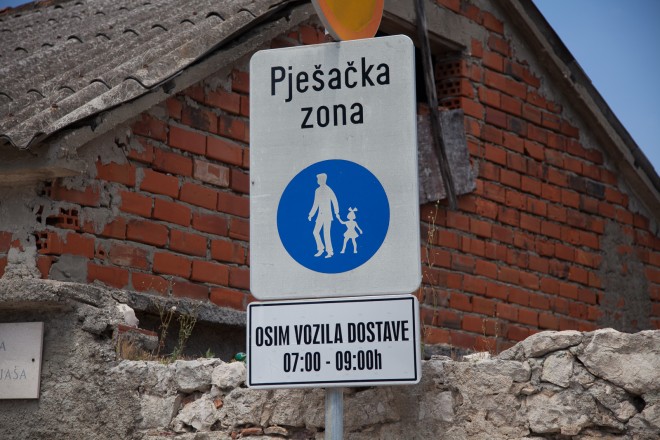 Pješačka
zona
OSIM VOZILA DOSTAVE
07:00 - 09:00h